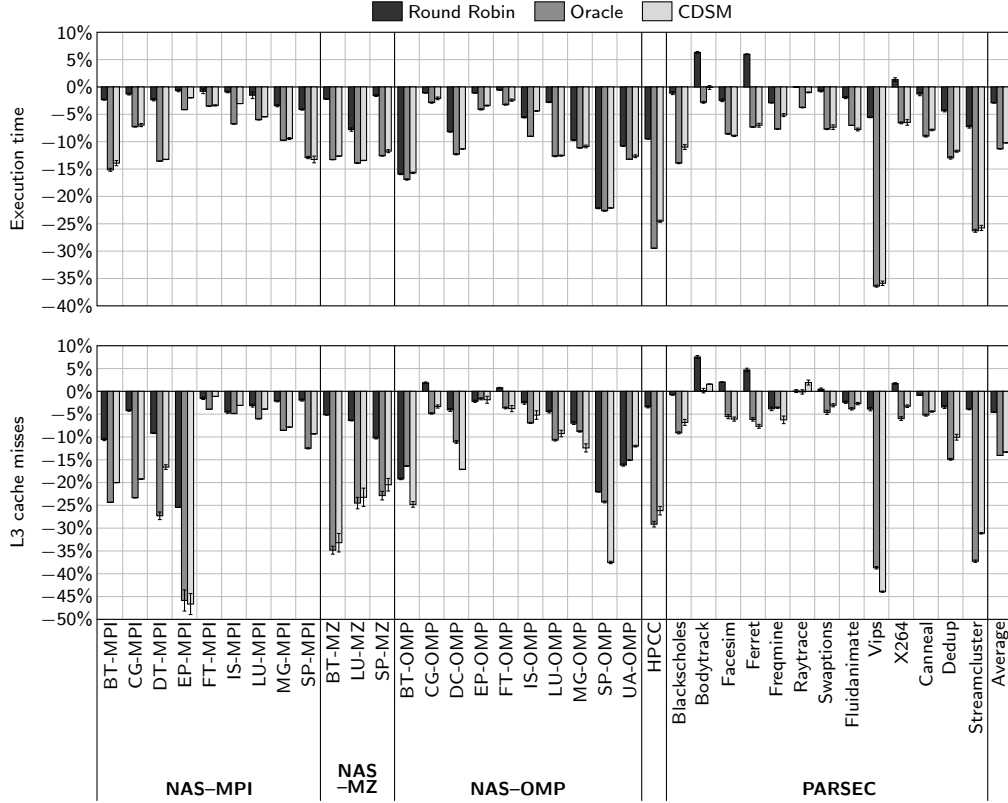 Round Robin Oracle CDSM
Execution time
10%
5%
0%
−5%
−10%
−15%
−20%
−25%
−30%
−35%
−40%
L3 cache misses
10%
5%
0%
−5%
−10%
−15%
−20%
−25%
−30%
−35%
−40%
−45%
−50%
BT-MPI
CG-MPI
DT-MPI
EP-MPI
FT-MPI
IS-MPI
LU-MPI
MG-MPI
SP-MPI
BT-MZ
LU-MZ
SP-MZ
BT-OMP
CG-OMP
DC-OMP
EP-OMP
FT-OMP
IS-OMP
LU-OMP
MG-OMP
SP-OMP
UA-OMP
HPCC
Blackscholes
Bodytrack
Facesim
Ferret
Freqmine
Raytrace
Swaptions
Fluidanimate
Vips
X264
Canneal
Dedup
Streamcluster
Average
NAS–MPI
NAS
–MZ
NAS–OMP
PARSEC